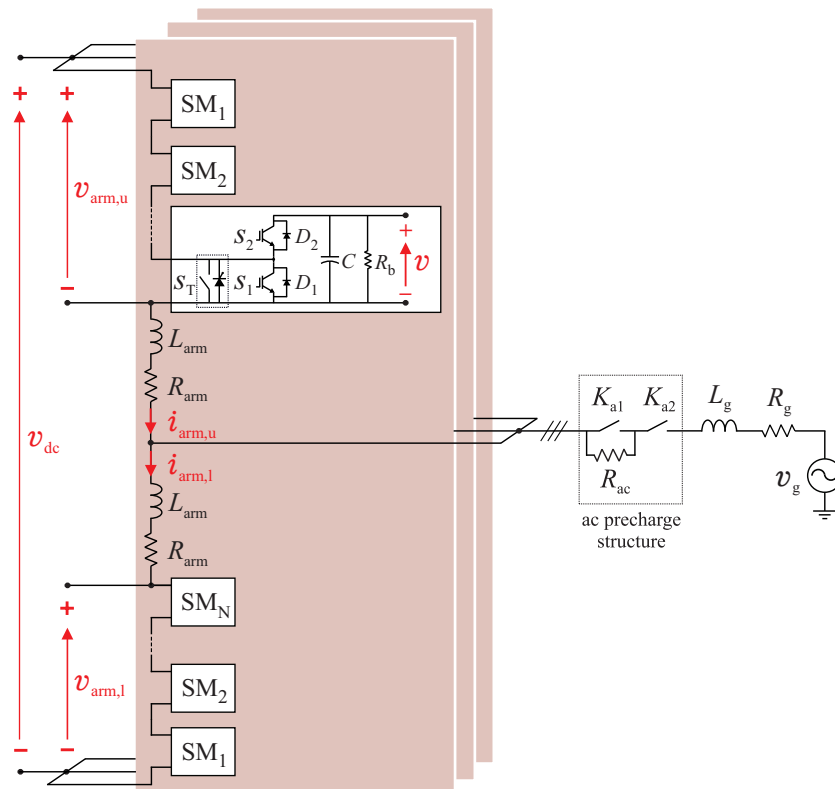 SM1
SM2
+
+
varm,u
S2
D2
C
Rb
+
v
−
ST
S1
D1
−
Larm
Rarm
iarm,u
vdc
iarm,l
Larm
Rarm
Ka1
Ka2
Lg
Rg
Rac
vg
ac precharge
structure
SMN
+
varm,l
SM2
SM1
−
−